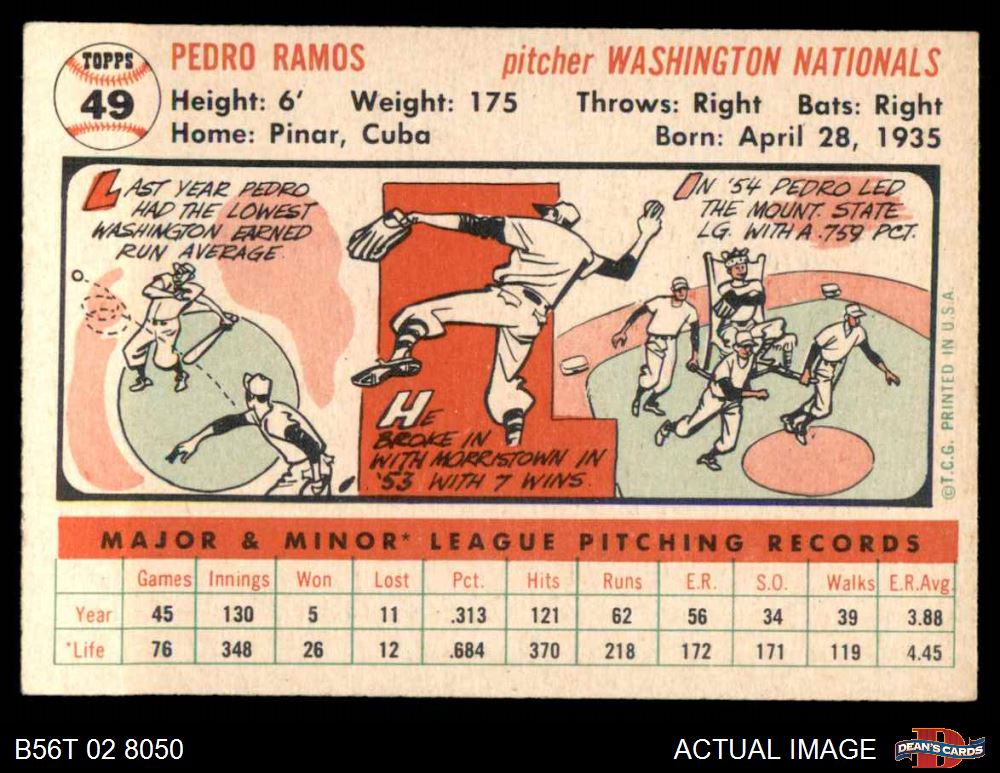 TOPPS
49
PEDRO RAMOS
pitcher WASHINGTON NATIONALS
Height: 6' Weight: 175 Throws: Right Bats: Right
Home: Pinar, Cuba Born: April 28, 1935
LAST YEAR PEDRO
HAD THE LOWEST
WASHINGTON EARNED
RUN AVERAGE.
HE
BROKE IN
WITH MORRISTOWN IN
'53 WITH 7 WINS.
IN '54 PEDRO LED
THE MOUNT. STATE
LG. WITH A .759 PCT.
©T.C.G. PRINTED IN U.S.A.
MAJOR & MINOR* LEAGUE PITCHING RECORDS
Games Innings Won Lost Pct. Hits Runs E.R. S.O. Walks E.R.Avg.
Year 45 130 5 11 .313 121 62 56 34 39 3.88
*Life 76 348 26 12 .684 370 218 172 171 119 4.45
B56T 02 8050
ACTUAL IMAGE
D
DEAN'S CARDS